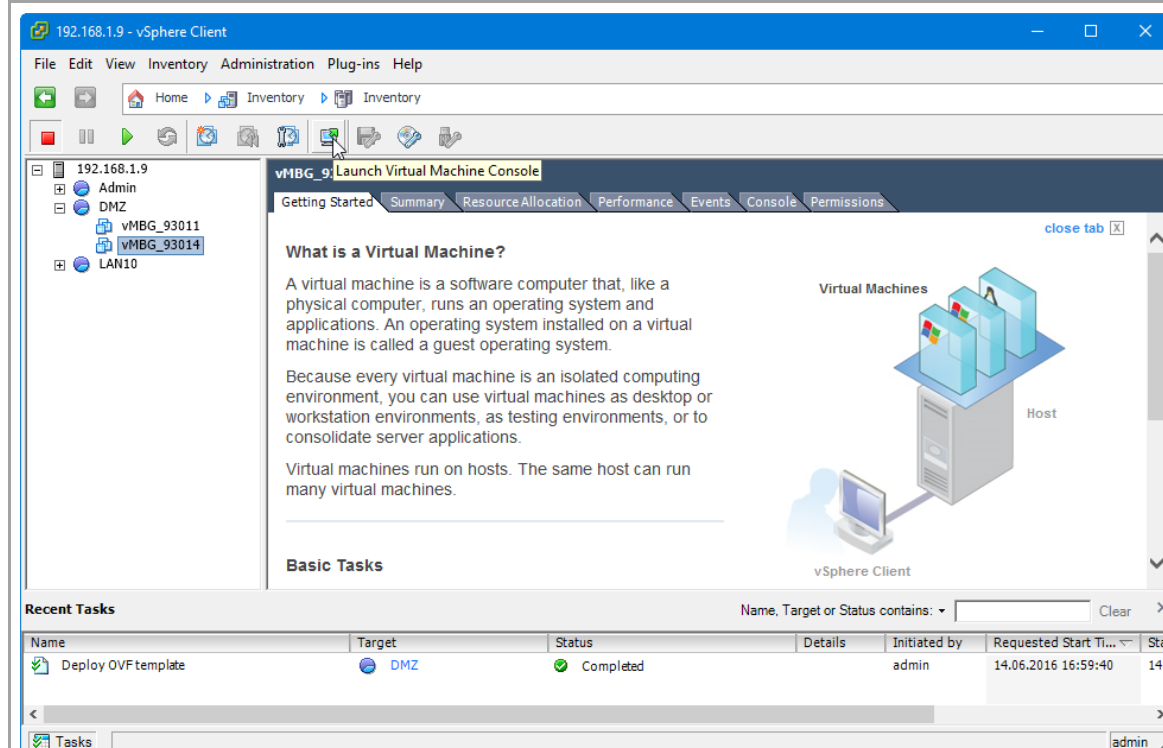 192.168.1.9 - vSphere Client
File Edit View Inventory Administration Plug-ins Help
Home Inventory Inventory
Launch Virtual Machine Console
192.168.1.9
Admin
DMZ
vMBG_93011
vMBG_93014
LAN10
Getting Started Summary Resource Allocation Performance Events Console Permissions
close tab X
What is a Virtual Machine?
A virtual machine is a software computer that, like a
physical computer, runs an operating system and
applications. An operating system installed on a virtual
machine is called a guest operating system.
Because every virtual machine is an isolated computing
environment, you can use virtual machines as desktop or
workstation environments, as testing environments, or to
consolidate server applications.
Virtual machines run on hosts. The same host can run
many virtual machines.
Basic Tasks
Virtual Machines
Host
vSphere Client
Recent Tasks
Name, Target or Status contains: Clear
Name Target Status Details Initiated by Requested Start Ti... Sta
Deploy OVF template DMZ Completed admin 14.06.2016 16:59:40 14
Tasks admin